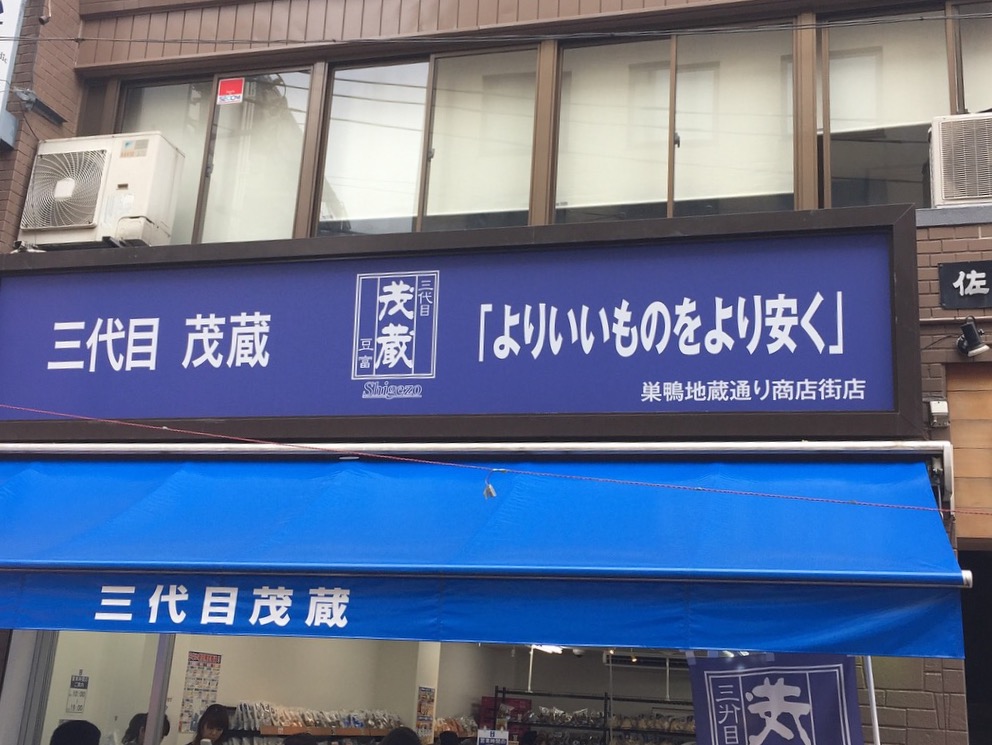 三代目 茂蔵
三代目
茂蔵
豆富
Shigezo
「よりいいものをより安く」
巣鴨地蔵通り商店街店
佐
三代目茂蔵
三代目